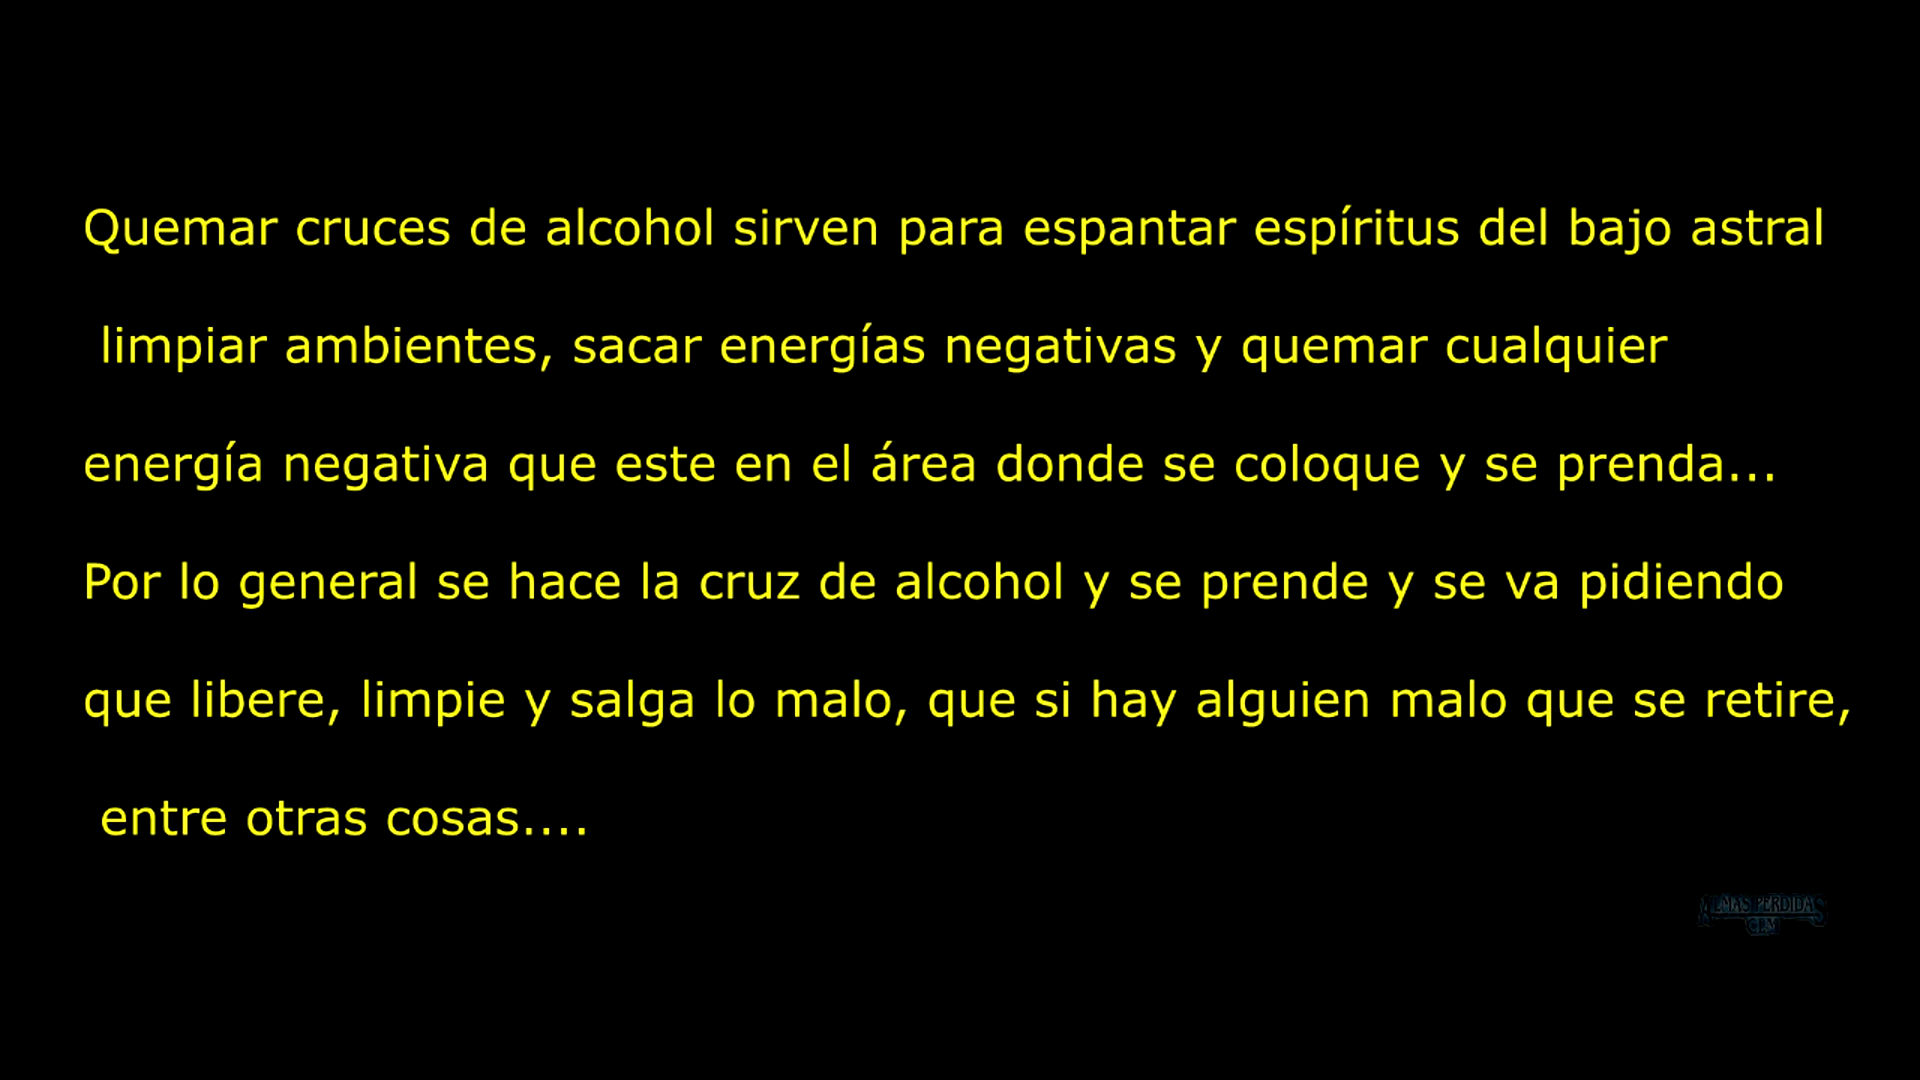 Quemar cruces de alcohol sirven para espantar espíritus del bajo astral
limpiar ambientes, sacar energías negativas y quemar cualquier
energía negativa que este en el área donde se coloque y se prenda...
Por lo general se hace la cruz de alcohol y se prende y se va pidiendo
que libere, limpie y salga lo malo, que si hay alguien malo que se retire,
entre otras cosas....
ALMAS PERDIDAS